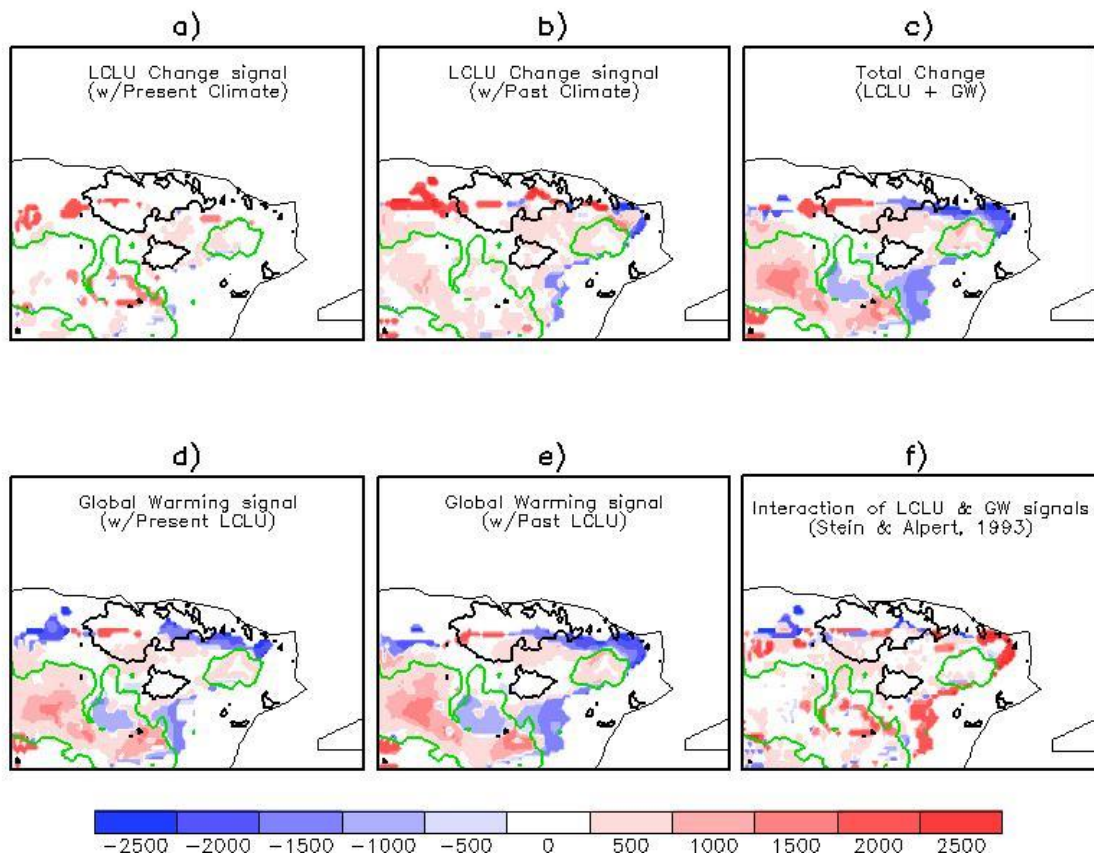 a)
LCLU Change signal
(w/Present Climate)
b)
LCLU Change singnal
(w/Past Climate)
c)
Total Change
(LCLU + GW)
d)
Global Warming signal
(w/Present LCLU)
e)
Global Warming signal
(w/Past LCLU)
f)
Interaction of LCLU & GW signals
(Stein & Alpert, 1993)
−2500 −2000 −1500 −1000 −500 0 500 1000 1500 2000 2500